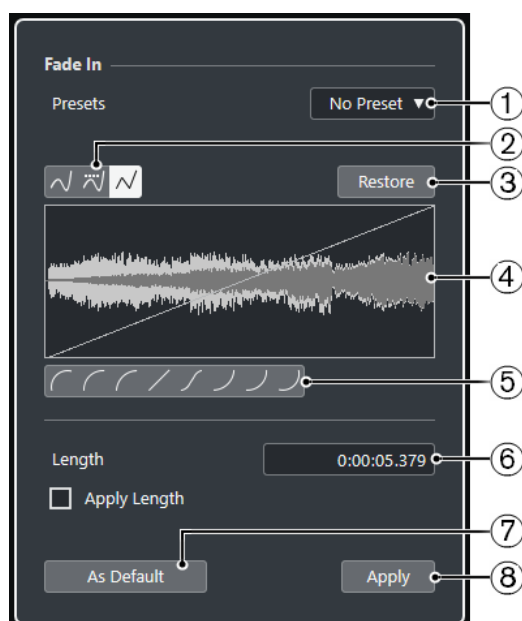 Fade In
Presets
No Preset
1
2
Restore
3
4
5
Length
0:00:05.379
6
Apply Length
7
As Default
Apply
8